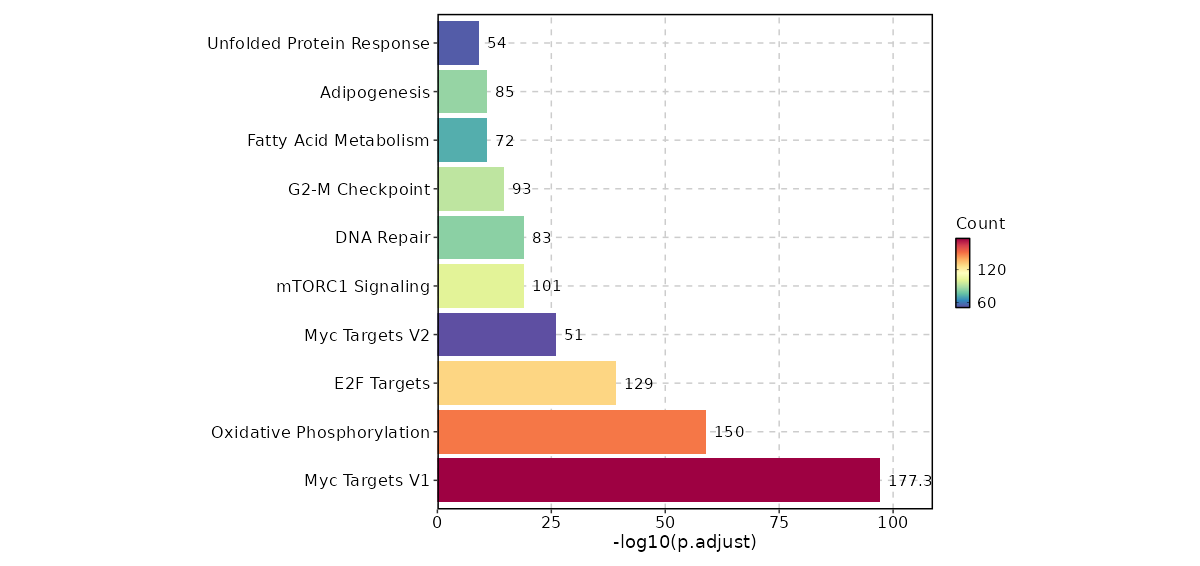 Unfolded Protein Response
54
Adipogenesis
85
Fatty Acid Metabolism
72
G2-M Checkpoint
93
DNA Repair
83
mTORC1 Signaling
101
Myc Targets V2
51
E2F Targets
129
Oxidative Phosphorylation
150
Myc Targets V1
177.3
0 25 50 75 100
-log10(p.adjust)
Count
120
60